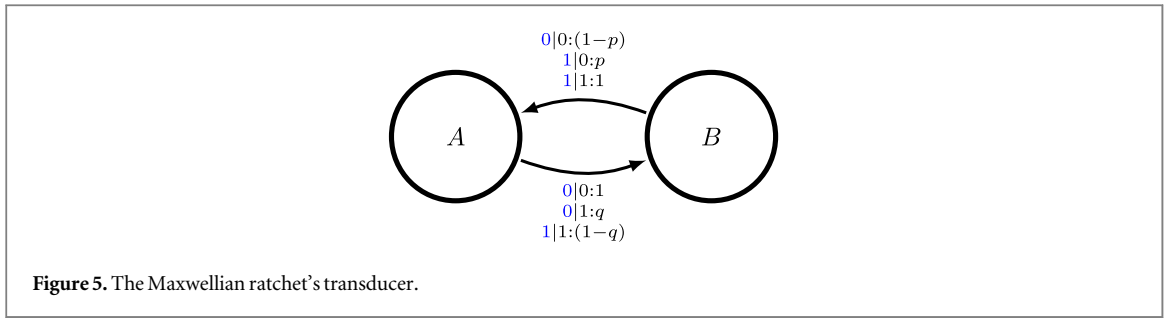 0|0:(1−p)
1|0:p
1|1:1
A
B
0|0:1
0|1:q
1|1:(1−q)
Figure 5. The Maxwellian ratchet's transducer.